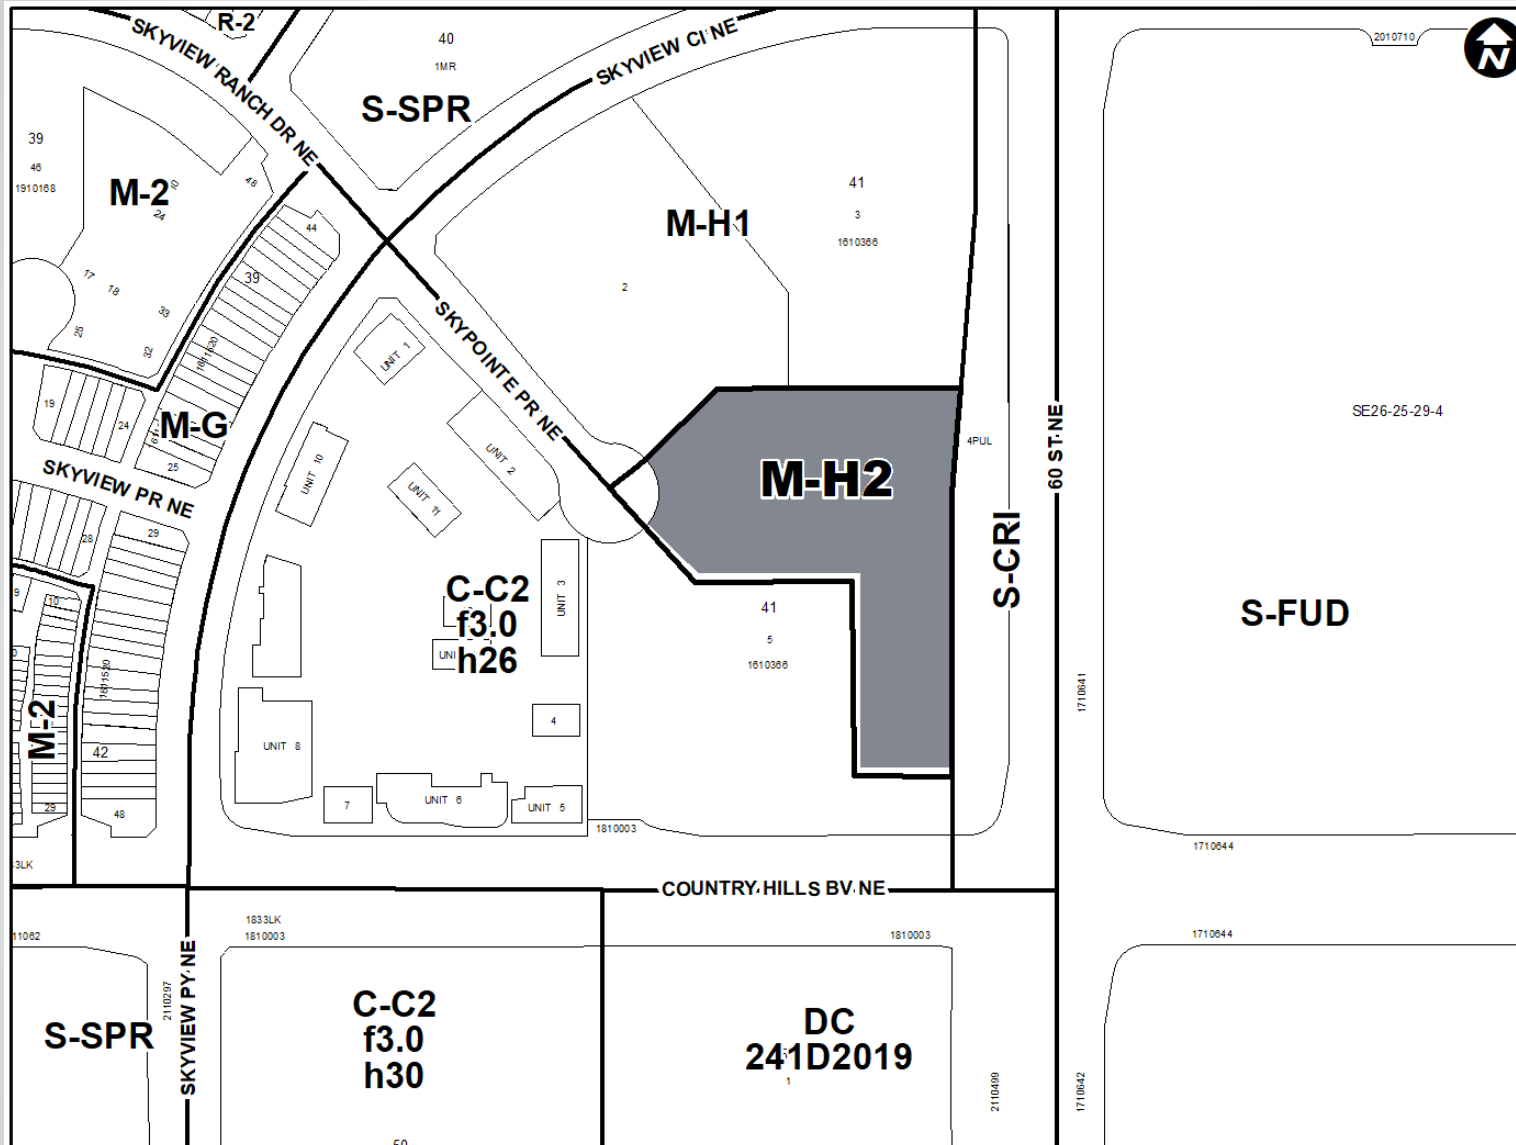 R-2
SKYVIEW RANCH DR NE
40
1MR
S-SPR
SKYVIEW CI NE
2010710
N
39
46
1910168
M-2
10
24
46
17
18
33
25
32
44
39
1611520
M-H1
41
3
1610366
2
SKYPOINTE PR NE
UNIT 1
UNIT 2
UNIT 10
UNIT 11
19
24
M-G
25
SKYVIEW PR NE
28
29
M-H2
4PUL
60 ST NE
SE26-25-29-4
S-CRI
S-FUD
C-C2
f3.0
h26
UNIT 3
41
5
1610366
9
10
1811520
M-2
42
29
48
3LK
UNIT 8
4
7
UNIT 6
UNIT 5
1810003
1710641
1710644
COUNTRY HILLS BV NE
1833LK
1810003
1810003
1710644
11062
2110297
SKYVIEW PY NE
S-SPR
C-C2
f3.0
h30
DC
241D2019
1
2110499
1710642
50